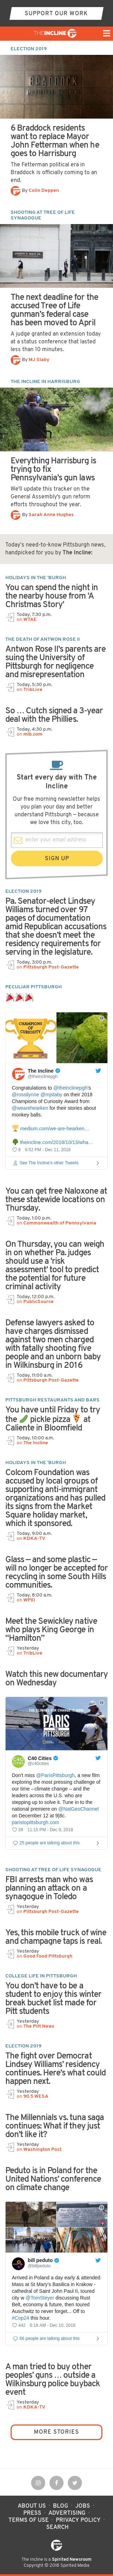 SUPPORT OUR WORK
THEINCLINE
ELECTION 2019
BRADDOCK
6 Braddock residents
want to replace Mayor
John Fetterman when he
goes to Harrisburg
The Fetterman political era in
Braddock is officially coming to an
end.
By Colin Deppen
SHOOTING AT TREE OF LIFE
SYNAGOGUE
The next deadline for the
accused Tree of Life
gunman's federal case
has been moved to April
A judge granted an extension today
at a status conference that lasted
less than 10 minutes.
By MJ Slaby
THE INCLINE IN HARRISBURG
Everything Harrisburg is
trying to fix
Pennsylvania's gun laws
We'll update this tracker on the
General Assembly's gun reform
efforts throughout the year.
By Sarah Anne Hughes
Today's need-to-know Pittsburgh news,
handpicked for you by The Incline:
HOLIDAYS IN THE 'BURGH
You can spend the night in
the nearby house from 'A
Christmas Story'
Today, 7:30 p.m.
on WTAE
THE DEATH OF ANTWON ROSE II
Antwon Rose II's parents are
suing the University of
Pittsburgh for negligence
and misrepresentation
Today, 5:30 p.m.
on TribLive
So … Cutch signed a 3-year
deal with the Phillies.
Today, 4:30 p.m.
on mlb.com
Start every day with The
Incline
Our free morning newsletter helps
you plan your day and better
understand Pittsburgh – because
we love this city, too.
enter your email address
SIGN UP
ELECTION 2019
Pa. Senator-elect Lindsey
Williams turned over 97
pages of documentation
amid Republican accusations
that she doesn't meet the
residency requirements for
serving in the legislature.
Today, 3:00 p.m.
on Pittsburgh Post-Gazette
PECULIAR PITTSBURGH
CHAMPIONS
OF
CURIOSITY
The Incline
@theinclinepgh
Congratulations to @theinclinepgh's
@rossilynne @mjslaby on their 2018
Champions of Curiosity Award from
@wearehearken for their stories about
monkey balls.
medium.com/we-are-hearken…
theincline.com/2018/10/13/wha…
9 5:02 PM - Dec 11, 2018
See The Incline's other Tweets
You can get free Naloxone at
these statewide locations on
Thursday.
Today, 1:00 p.m.
on Commonwealth of Pennsylvania
On Thursday, you can weigh
in on whether Pa. judges
should use a 'risk
assessment' tool to predict
the potential for future
criminal activity
Today, 12:00 p.m.
on PublicSource
Defense lawyers moved to
have charges dismissed
against two men charged
with fatally shooting five
people and an unborn baby
in Wilkinsburg in 2016
Today, 11:00 a.m.
on Pittsburgh Post-Gazette
PITTSBURGH RESTAURANTS AND BARS
You have until Friday to try
this pickle pizza at
Caliente in Bloomfield
Today, 10:00 a.m.
on The Incline
HOLIDAYS IN THE 'BURGH
Colcom Foundation was
boycotted by local groups of
supporting anti-immigrant
organizations and has pulled
its signs from the Market
Square holiday market,
which it sponsored.
Today, 9:00 a.m.
on KDKA-TV
Glass — and some plastic —
will no longer be accepted for
recycling in some South Hills
communities.
Today, 8:00 a.m.
on WPXI
Meet the Sewickley native
who plays King George in
"Hamilton"
Yesterday
on TribLive
Watch this new documentary
on Wednesday
PARIS
C40 Cities
@c40cities
Don't miss @ParisPittsburgh, a new film
exploring the most pressing challenge of
our time –climate change – and the
leaders across the U.S. who are
stepping up to solve it. Tune in to the
national premiere on @NatGeoChannel
on December 12 at 9|8c.
paristopittsburgh.com
11:10 PM - Dec 9, 2018
25 people are talking about this
SHOOTING AT TREE OF LIFE SYNAGOGUE
FBI arrests man who was
planning an attack on a
synagogue in Toledo
Yesterday
on Pittsburgh Post-Gazette
Yes, this mixes truck of wine
and champagne taps is real.
Yesterday
on Good Food Pittsburgh
COLLEGE LIFE IN PITTSBURGH
You don't have to be a
student to enjoy this winter
break bucket list made for
Pitt students
Yesterday
on The Pitt News
ELECTION 2019
The fight over Democrat
Lindsey Williams' residency
continues. Here's what could
happen next.
Yesterday
on 90.5 WESA
The Millennials vs. tuna saga
continues: What if they just
don't like it?
Yesterday
on Washington Post
Peduto is in Poland for the
United Nations' conference
on climate change
bill peduto
@billpeduto
Arrived in Poland a day early & attended
Mass at St Mary's Basilica in Krakow -
cathedral of Saint John Paul II, toured
city w @TomSteyer discussing Rust
Belt, economy & future, then toured
Auschwitz to never forget… Off to
#Cop24 this hour.
442 6:18 AM - Dec 10, 2018
66 people are talking about this
A man tried to bury other
peoples' guns … outside a
Wilkinsburg police buyback
event
Yesterday
on KDKA-TV
MORE STORIES
ABOUT US BLOG JOBS
PRESS ADVERTISING
TERMS OF USE PRIVACY POLICY
SEARCH
The Incline is a Spirited Newsroom
Copyright © 2018 Spirited Media